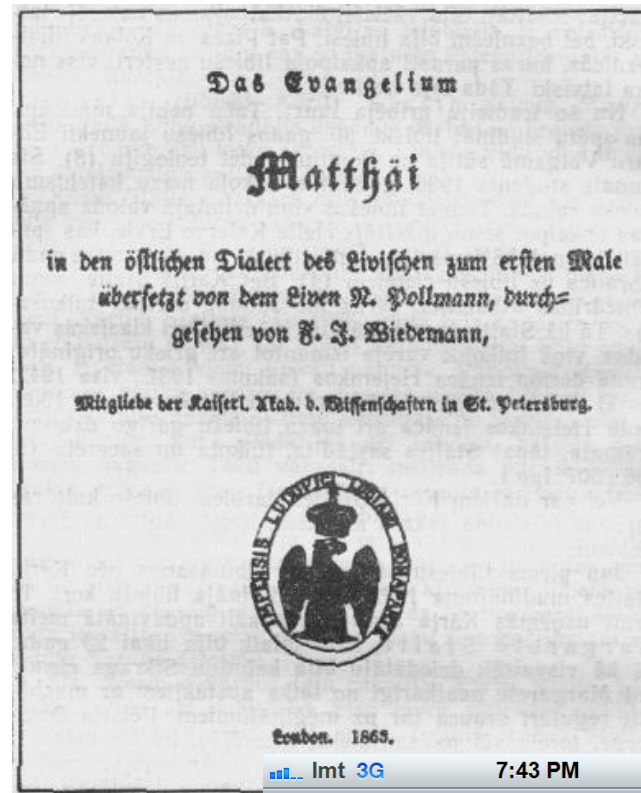 Das Evangelium
Matthäi
in den östlichen Dialect des Livischen zum ersten Male
übersetzt von dem Liven N. Pollmann, durch=
gesehen von F. J. Wiedemann,
Mitgliede der Kaiserl. Akad. d. Wissenschaften in St. Petersburg.
IMPENSIS LUDOVICI LUCIANI BONAPARTE
London. 1863.
Imt 3G 7:43 PM